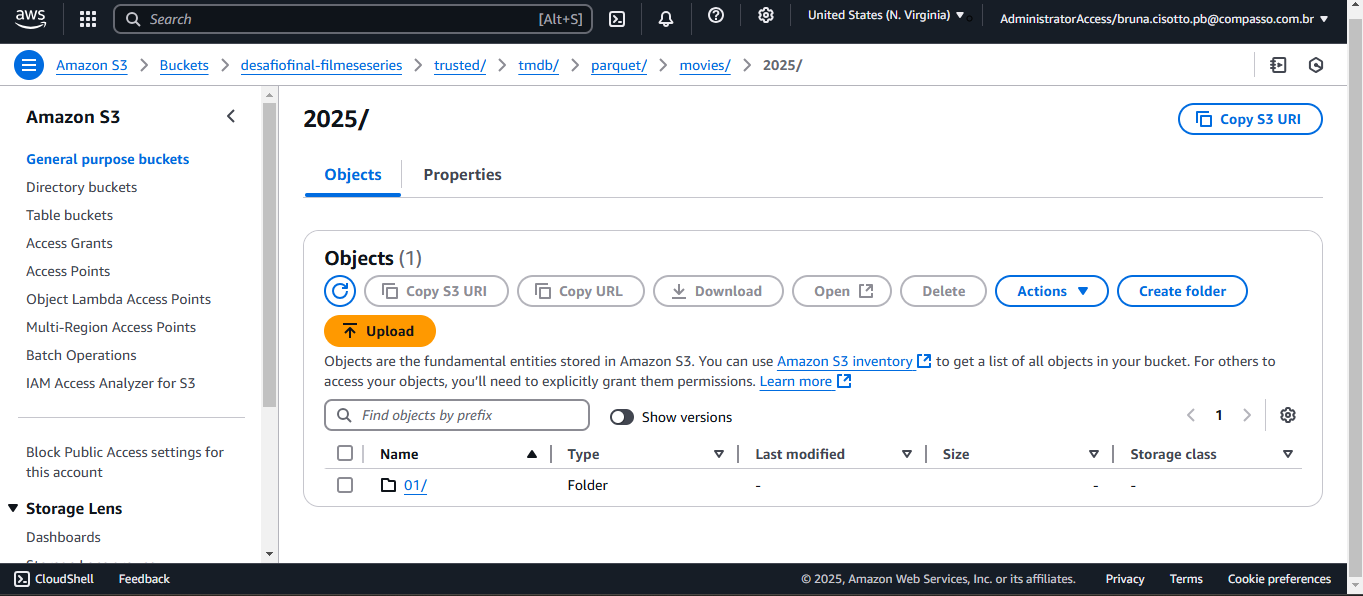 aws
Search [Alt+S]
United States (N. Virginia)
AdministratorAccess/bruna.cisotto.pb@compasso.com.br
Amazon S3 > Buckets > desafiofinal-filmeseseries > trusted/ > tmdb/ > parquet/ > movies/ > 2025/
Amazon S3
General purpose buckets
Directory buckets
Table buckets
Access Grants
Access Points
Object Lambda Access Points
Multi-Region Access Points
Batch Operations
IAM Access Analyzer for S3
Block Public Access settings for
this account
Storage Lens
Dashboards
2025/
Copy S3 URI
Objects
Properties
Objects (1)
Copy S3 URI
Copy URL
Download
Open
Delete
Actions
Create folder
Upload
Objects are the fundamental entities stored in Amazon S3. You can use Amazon S3 inventory to get a list of all objects in your bucket. For others to
access your objects, you'll need to explicitly grant them permissions. Learn more
Find objects by prefix
Show versions
1
Name Type Last modified Size Storage class
01/ Folder - - -
CloudShell Feedback © 2025, Amazon Web Services, Inc. or its affiliates. Privacy Terms Cookie preferences